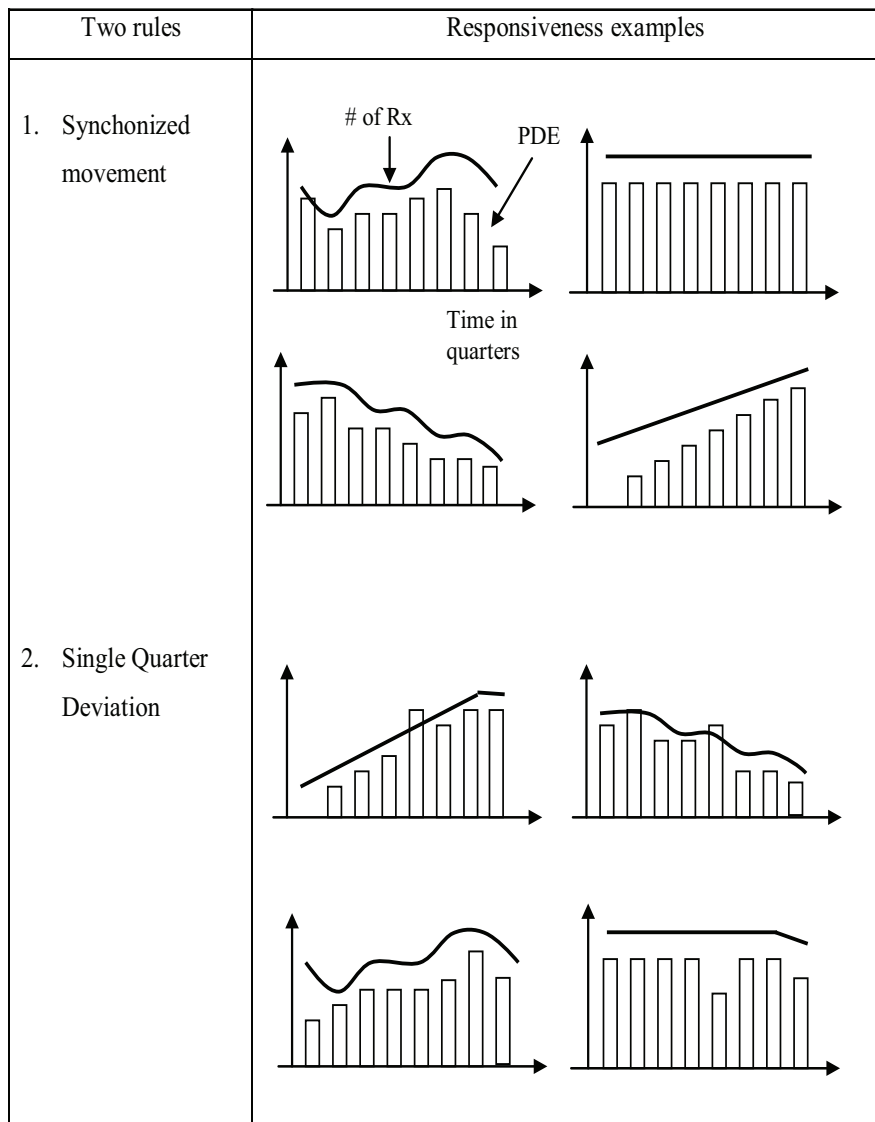 Two rules
Responsiveness examples
1. Synchonized
movement
# of Rx
PDE
Time in
quarters
2. Single Quarter
Deviation